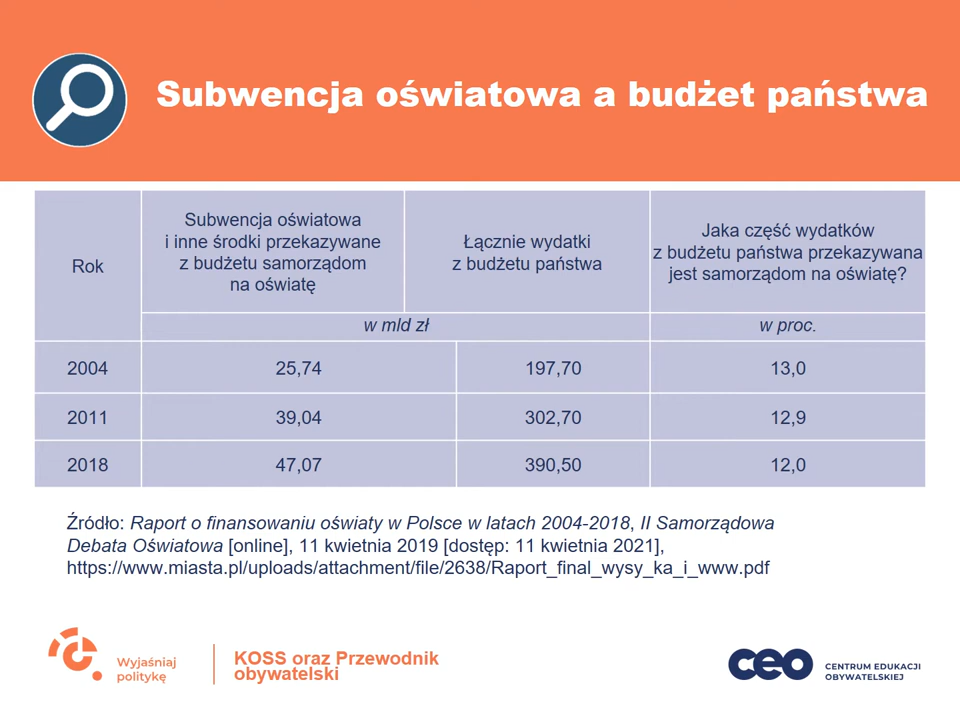 Subwencja oświatowa a budżet państwa
Rok
Subwencja oświatowa
i inne środki przekazywane
z budżetu samorządom
na oświatę
Łącznie wydatki
z budżetu państwa
Jaka część wydatków
z budżetu państwa przekazywana
jest samorządom na oświatę?
w mld zł
w proc.
2004 25,74 197,70 13,0
2011 39,04 302,70 12,9
2018 47,07 390,50 12,0
Źródło: Raport o finansowaniu oświaty w Polsce w latach 2004-2018, II Samorządowa
Debata Oświatowa [online], 11 kwietnia 2019 [dostęp: 11 kwietnia 2021],
https://www.miasta.pl/uploads/attachment/file/2638/Raport_final_wysy_ka_i_www.pdf
Wyjaśniaj
politykę
KOSS oraz Przewodnik
obywatelski
ceo
CENTRUM EDUKACJI
OBYWATELSKIEJ